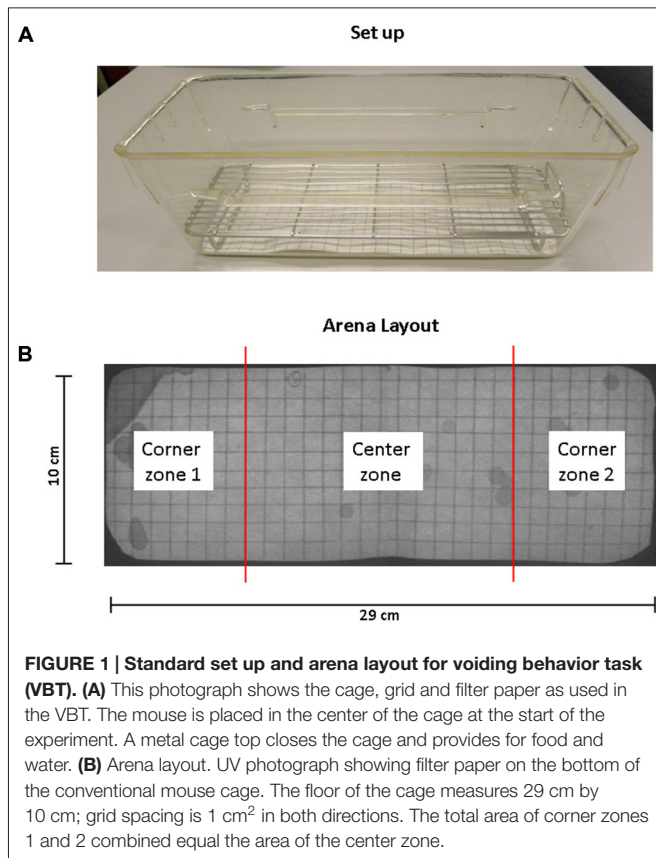 A
Set up
Arena Layout
B
10 cm
Corner
zone 1
Center
zone
Corner
zone 2
29 cm
FIGURE 1 | Standard set up and arena layout for voiding behavior task
(VBT). (A) This photograph shows the cage, grid and filter paper as used in
the VBT. The mouse is placed in the center of the cage at the start of the
experiment. A metal cage top closes the cage and provides for food and
water. (B) Arena layout. UV photograph showing filter paper on the bottom of
the conventional mouse cage. The floor of the cage measures 29 cm by
10 cm; grid spacing is 1 cm² in both directions. The total area of corner zones
1 and 2 combined equal the area of the center zone.